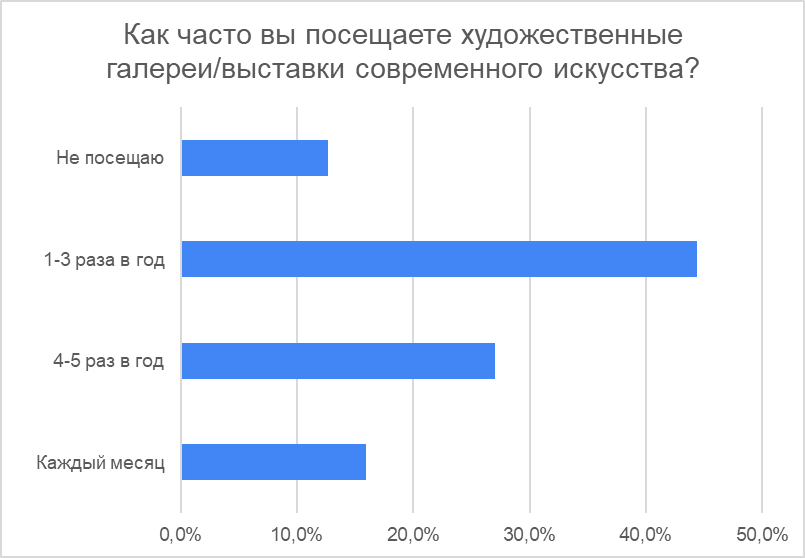 Как часто вы посещаете художественные
галереи/выставки современного искусства?
Не посещаю
1-3 раза в год
4-5 раз в год
Каждый месяц
0,0% 10,0% 20,0% 30,0% 40,0% 50,0%